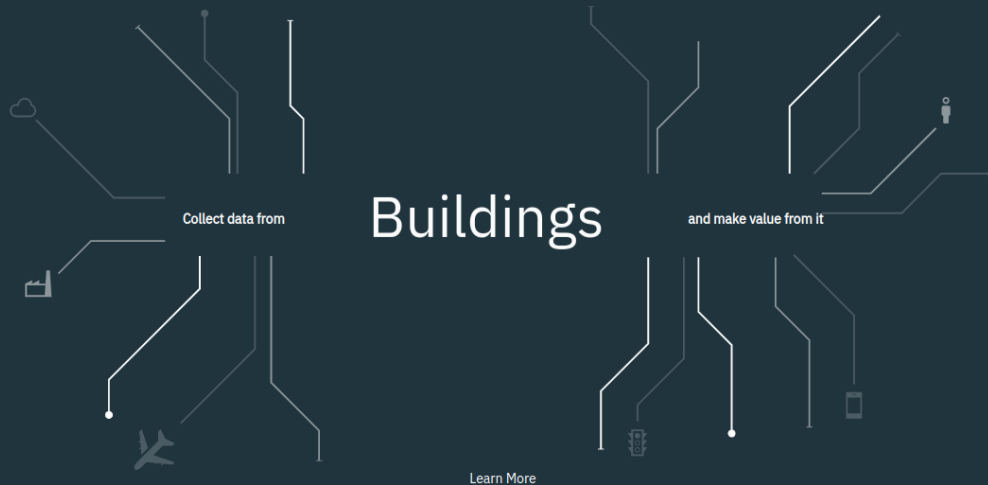 Collect data from
Buildings
and make value from it
Learn More